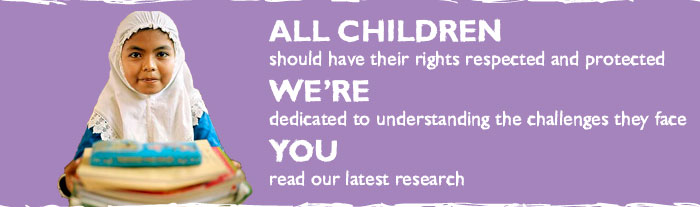 ALL CHILDREN
should have their rights respected and protected
WE'RE
dedicated to understanding the challenges they face
YOU
read our latest research